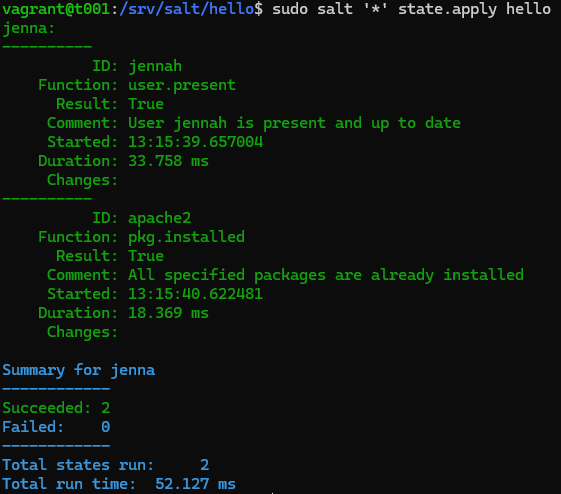 vagrant@t001:/srv/salt/hello$ sudo salt '*' state.apply hello
jenna:
----------
          ID: jennah
    Function: user.present
      Result: True
     Comment: User jennah is present and up to date
     Started: 13:15:39.657004
    Duration: 33.758 ms
     Changes:
----------
          ID: apache2
    Function: pkg.installed
      Result: True
     Comment: All specified packages are already installed
     Started: 13:15:40.622481
    Duration: 18.369 ms
     Changes:

Summary for jenna
------------
Succeeded: 2
Failed:    0
------------
Total states run:     2
Total run time:  52.127 ms